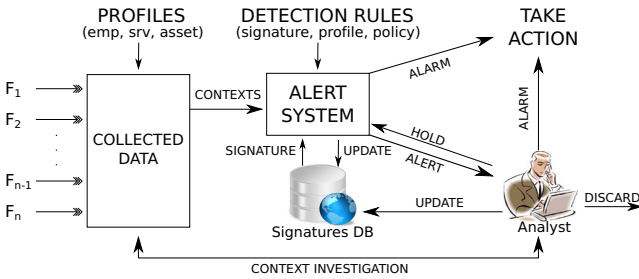 PROFILES
(emp, srv, asset)
DETECTION RULES
(signature, profile, policy)
TAKE
ACTION
F1
F2
Fn-1
Fn
COLLECTED
DATA
CONTEXTS
ALERT
SYSTEM
ALARM
HOLD
ALERT
ALARM
SIGNATURE
UPDATE
Signatures DB
UPDATE
Analyst
DISCARD
CONTEXT INVESTIGATION